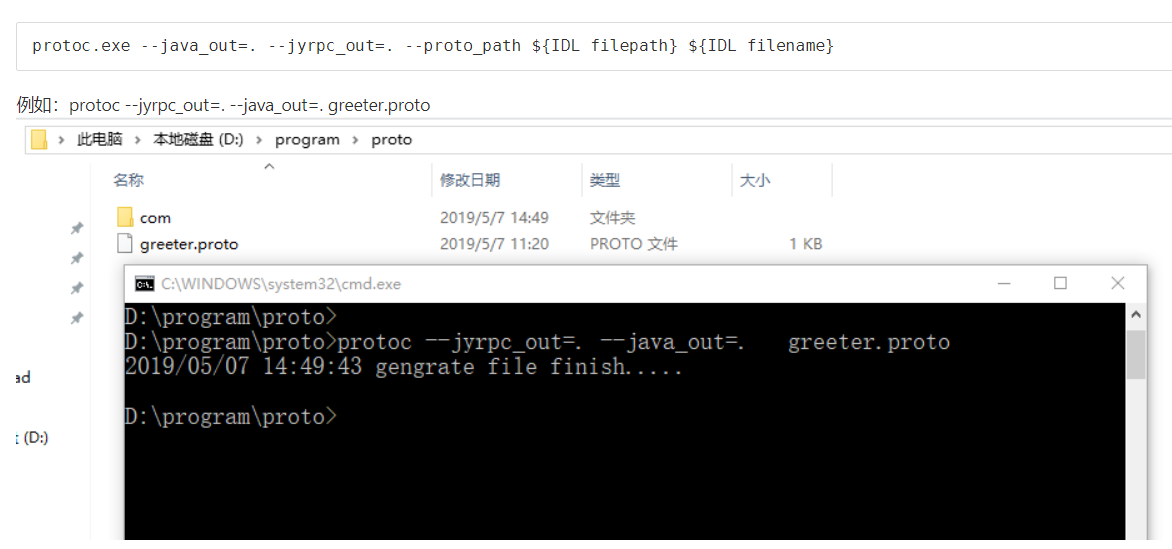 protoc.exe --java_out=. --jyrpc_out=. --proto_path ${IDL filepath} ${IDL filename}
例如：protoc --jyrpc_out=. --java_out=. greeter.proto
此电脑 > 本地磁盘 (D:) > program > proto
名称 修改日期 类型 大小
com 2019/5/7 14:49 文件夹
greeter.proto 2019/5/7 11:20 PROTO 文件 1 KB
C:\WINDOWS\system32\cmd.exe
D:\program\proto>
D:\program\proto>protoc --jyrpc_out=. --java_out=. greeter.proto
2019/05/07 14:49:43 gengrate file finish.....
D:\program\proto>
ad
(D:)